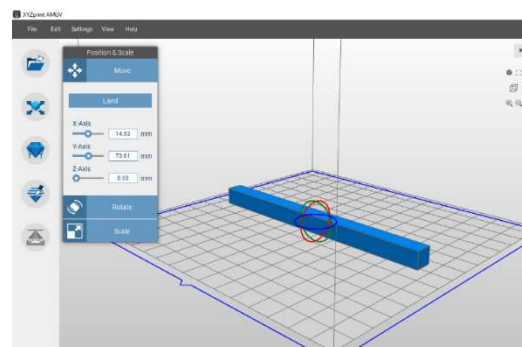 XYZprint AMUV
File Edit Settings View Help
Position & Scale
Move
Land
X-Axis
14.93 mm
Y-Axis
73.61 mm
Z-Axis
0.00 mm
Rotate
Scale